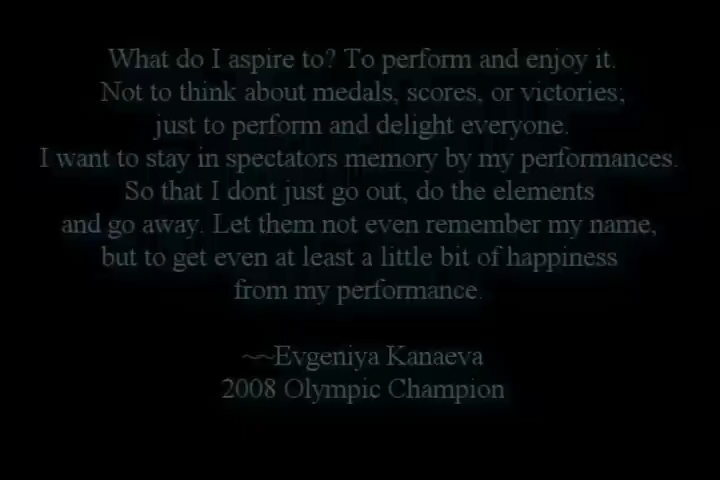 What do I aspire to? To perform and enjoy it.
Not to think about medals, scores, or victories;
just to perform and delight everyone.
I want to stay in spectators memory by my performances.
So that I dont just go out, do the elements
and go away. Let them not even remember my name,
but to get even at least a little bit of happiness
from my performance.
~~Evgeniya Kanaeva
2008 Olympic Champion